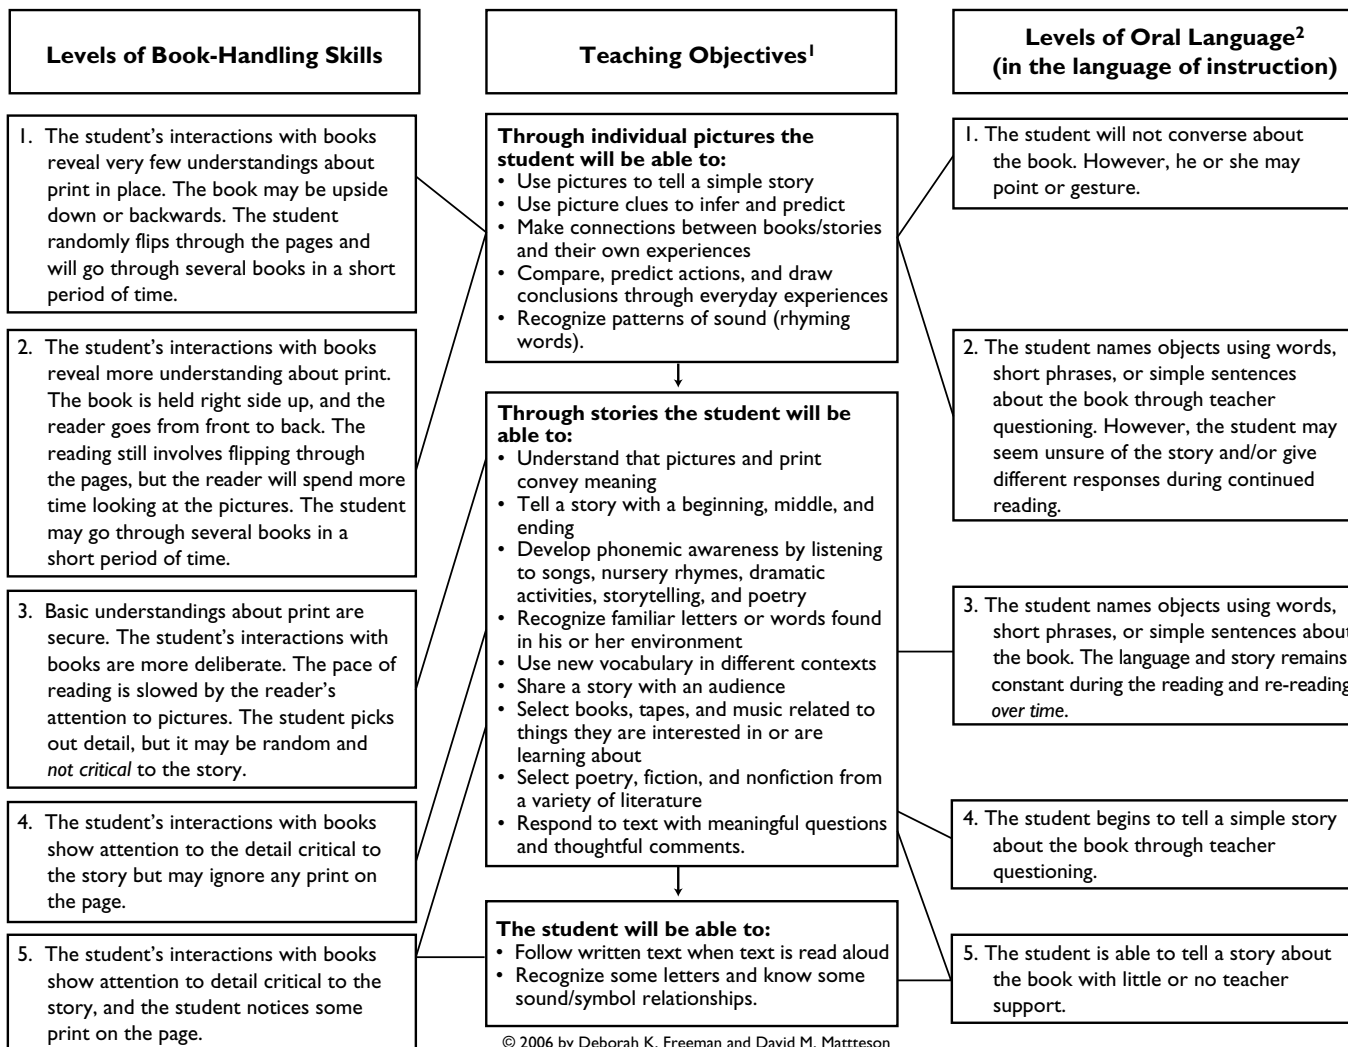 Levels of Book-Handling Skills
1. The student's interactions with books
reveal very few understandings about
print in place. The book may be upside
down or backwards. The student
randomly flips through the pages and
will go through several books in a short
period of time.
2. The student's interactions with books
reveal more understanding about print.
The book is held right side up, and the
reader goes from front to back. The
reading still involves flipping through
the pages, but the reader will spend more
time looking at the pictures. The student
may go through several books in a
short period of time.
3. Basic understandings about print are
secure. The student's interactions with
books are more deliberate. The pace of
reading is slowed by the reader's
attention to pictures. The student picks
out detail, but it may be random and
not critical to the story.
4. The student's interactions with books
show attention to the detail critical to
the story but may ignore any print on
the page.
5. The student's interactions with books
show attention to detail critical to the
story, and the student notices some
print on the page.
Teaching Objectives1
Through individual pictures the
student will be able to:
• Use pictures to tell a simple story
• Use picture clues to infer and predict
• Make connections between books/stories
and their own experiences
• Compare, predict actions, and draw
conclusions through everyday experiences
• Recognize patterns of sound (rhyming
words).
Through stories the student will be
able to:
• Understand that pictures and print
convey meaning
• Tell a story with a beginning, middle, and
ending
• Develop phonemic awareness by listening
to songs, nursery rhymes, dramatic
activities, storytelling, and poetry
• Recognize familiar letters or words found
in his or her environment
• Use new vocabulary in different contexts
• Share a story with an audience
• Select books, tapes, and music related to
things they are interested in or are
learning about
• Select poetry, fiction, and nonfiction from
a variety of literature
• Respond to text with meaningful questions
and thoughtful comments.
The student will be able to:
• Follow written text when text is read aloud
• Recognize some letters and know some
sound/symbol relationships.
© 2006 by Deborah K. Freeman and David M. Mattteson
Levels of Oral Language2
(in the language of instruction)
1. The student will not converse about
the book. However, he or she may
point or gesture.
2. The student names objects using words,
short phrases, or simple sentences
about the book through teacher
questioning. However, the student may
seem unsure of the story and/or give
different responses during continued
reading.
3. The student names objects using words,
short phrases, or simple sentences about
the book. The language and story remains
constant during the reading and re-reading
over time.
4. The student begins to tell a simple story
about the book through teacher
questioning.
5. The student is able to tell a story about
the book with little or no teacher
support.